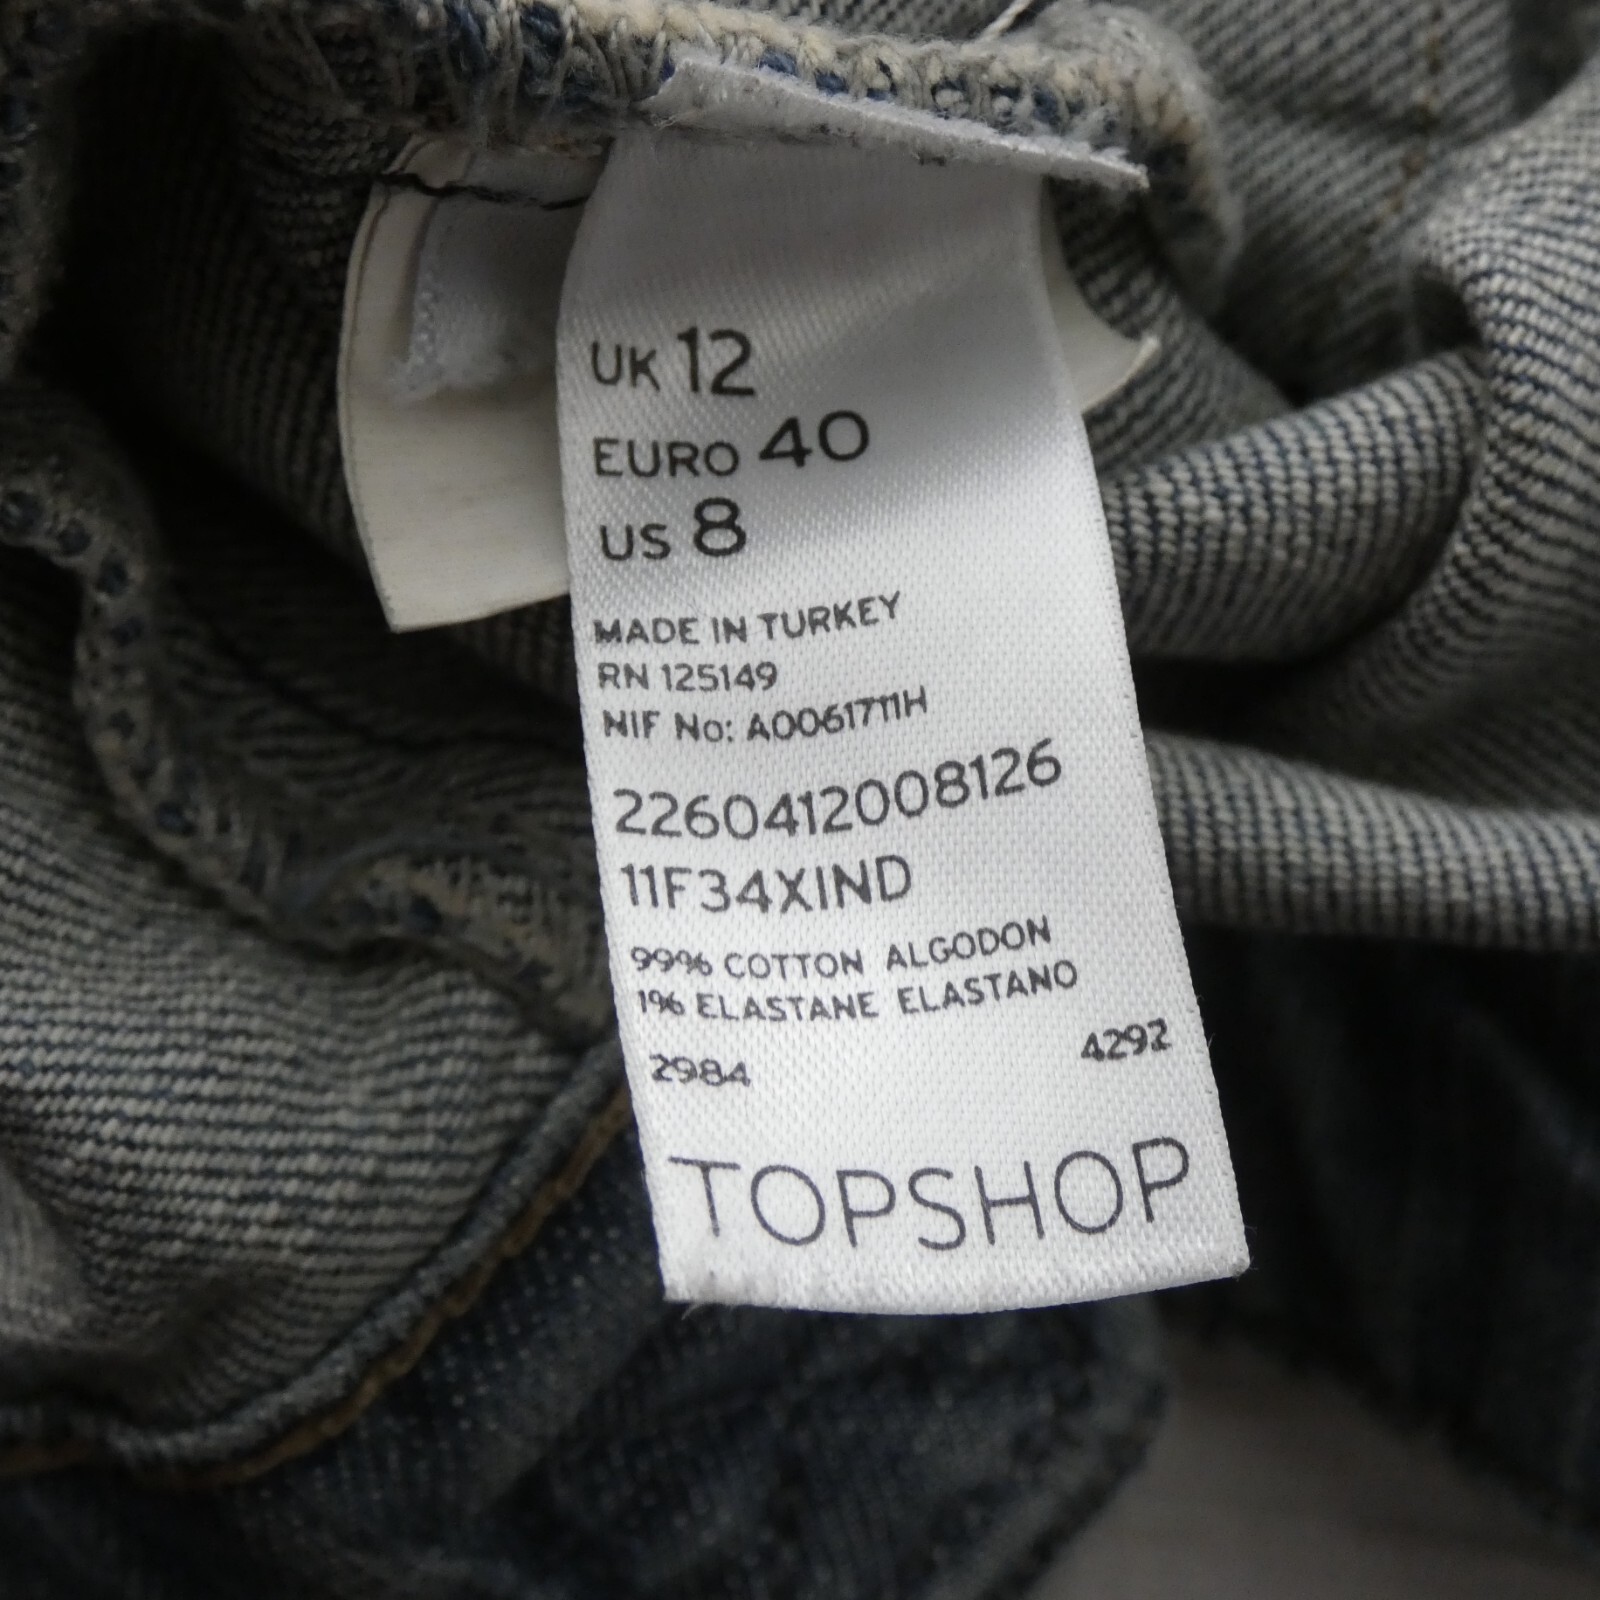 UK 12
EURO 40
US 8
MADE IN TURKEY
RN 125149
NIF No: A0061711H
2260412008126
11F34XIND
99% COTTON ALGODON
1% ELASTANE ELASTANO
2984 4292
TOPSHOP